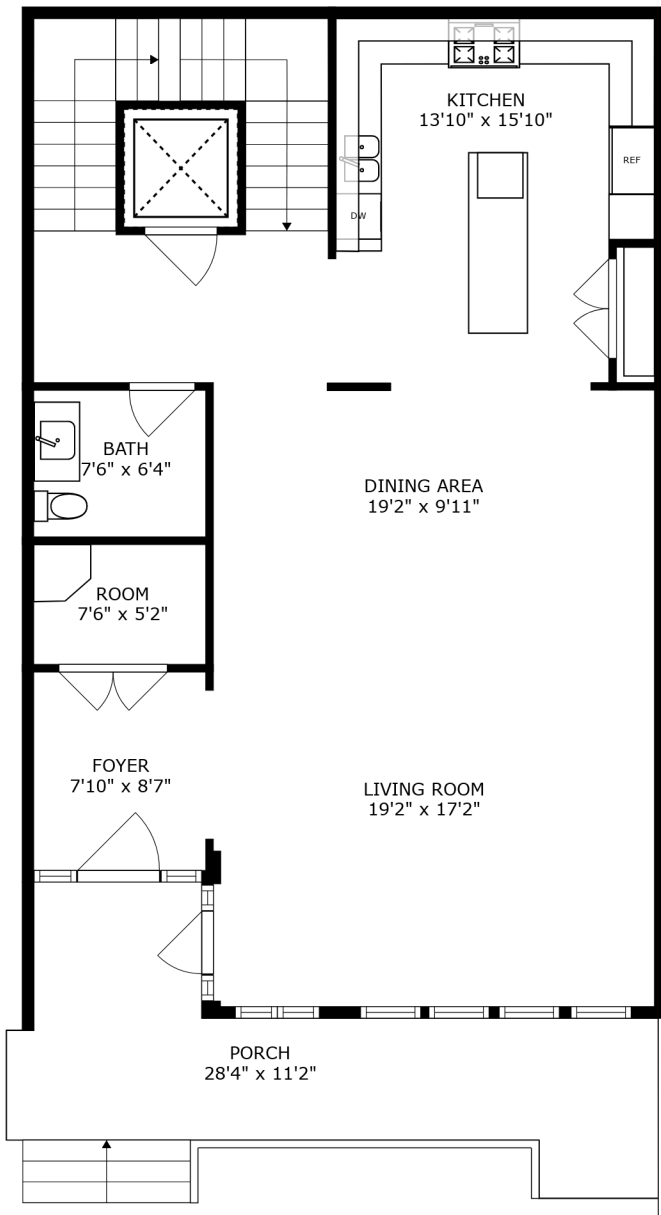 KITCHEN
13'10" x 15'10"
REF
DW
BATH
7'6" x 6'4"
DINING AREA
19'2" x 9'11"
ROOM
7'6" x 5'2"
FOYER
7'10" x 8'7"
LIVING ROOM
19'2" x 17'2"
PORCH
28'4" x 11'2"